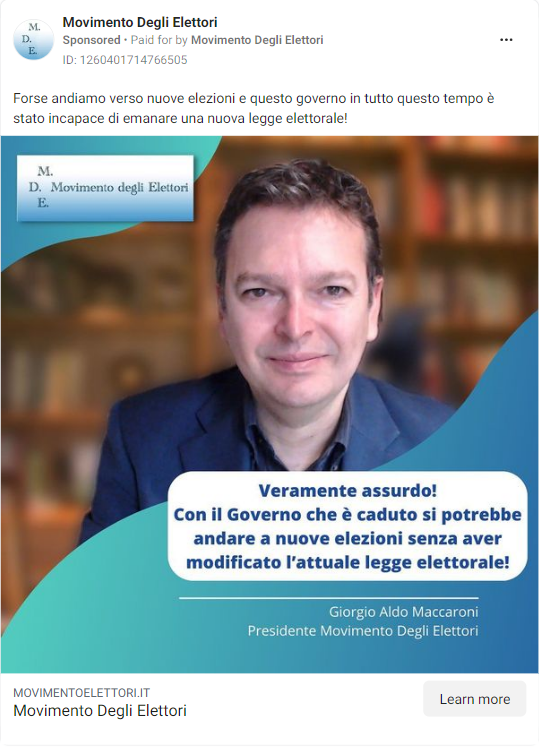 Movimento Degli Elettori
Sponsored • Paid for by Movimento Degli Elettori
ID: 1260401714766505
Forse andiamo verso nuove elezioni e questo governo in tutto questo tempo è
stato incapace di emanare una nuova legge elettorale!
M.
D. Movimento degli Elettori
E.
Veramente assurdo!
Con il Governo che è caduto si potrebbe
andare a nuove elezioni senza aver
modificato l'attuale legge elettorale!
Giorgio Aldo Maccaroni
Presidente Movimento Degli Elettori
MOVIMENTOELETTORI.IT
Movimento Degli Elettori
Learn more